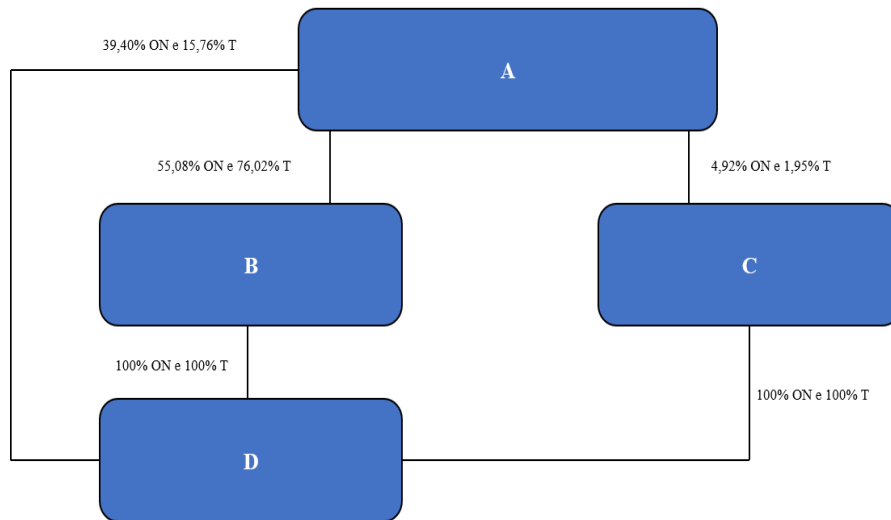 39,40% ON e 15,76% T
A
55,08% ON e 76,02% T
4,92% ON e 1,95% T
B
C
100% ON e 100% T
100% ON e 100% T
D